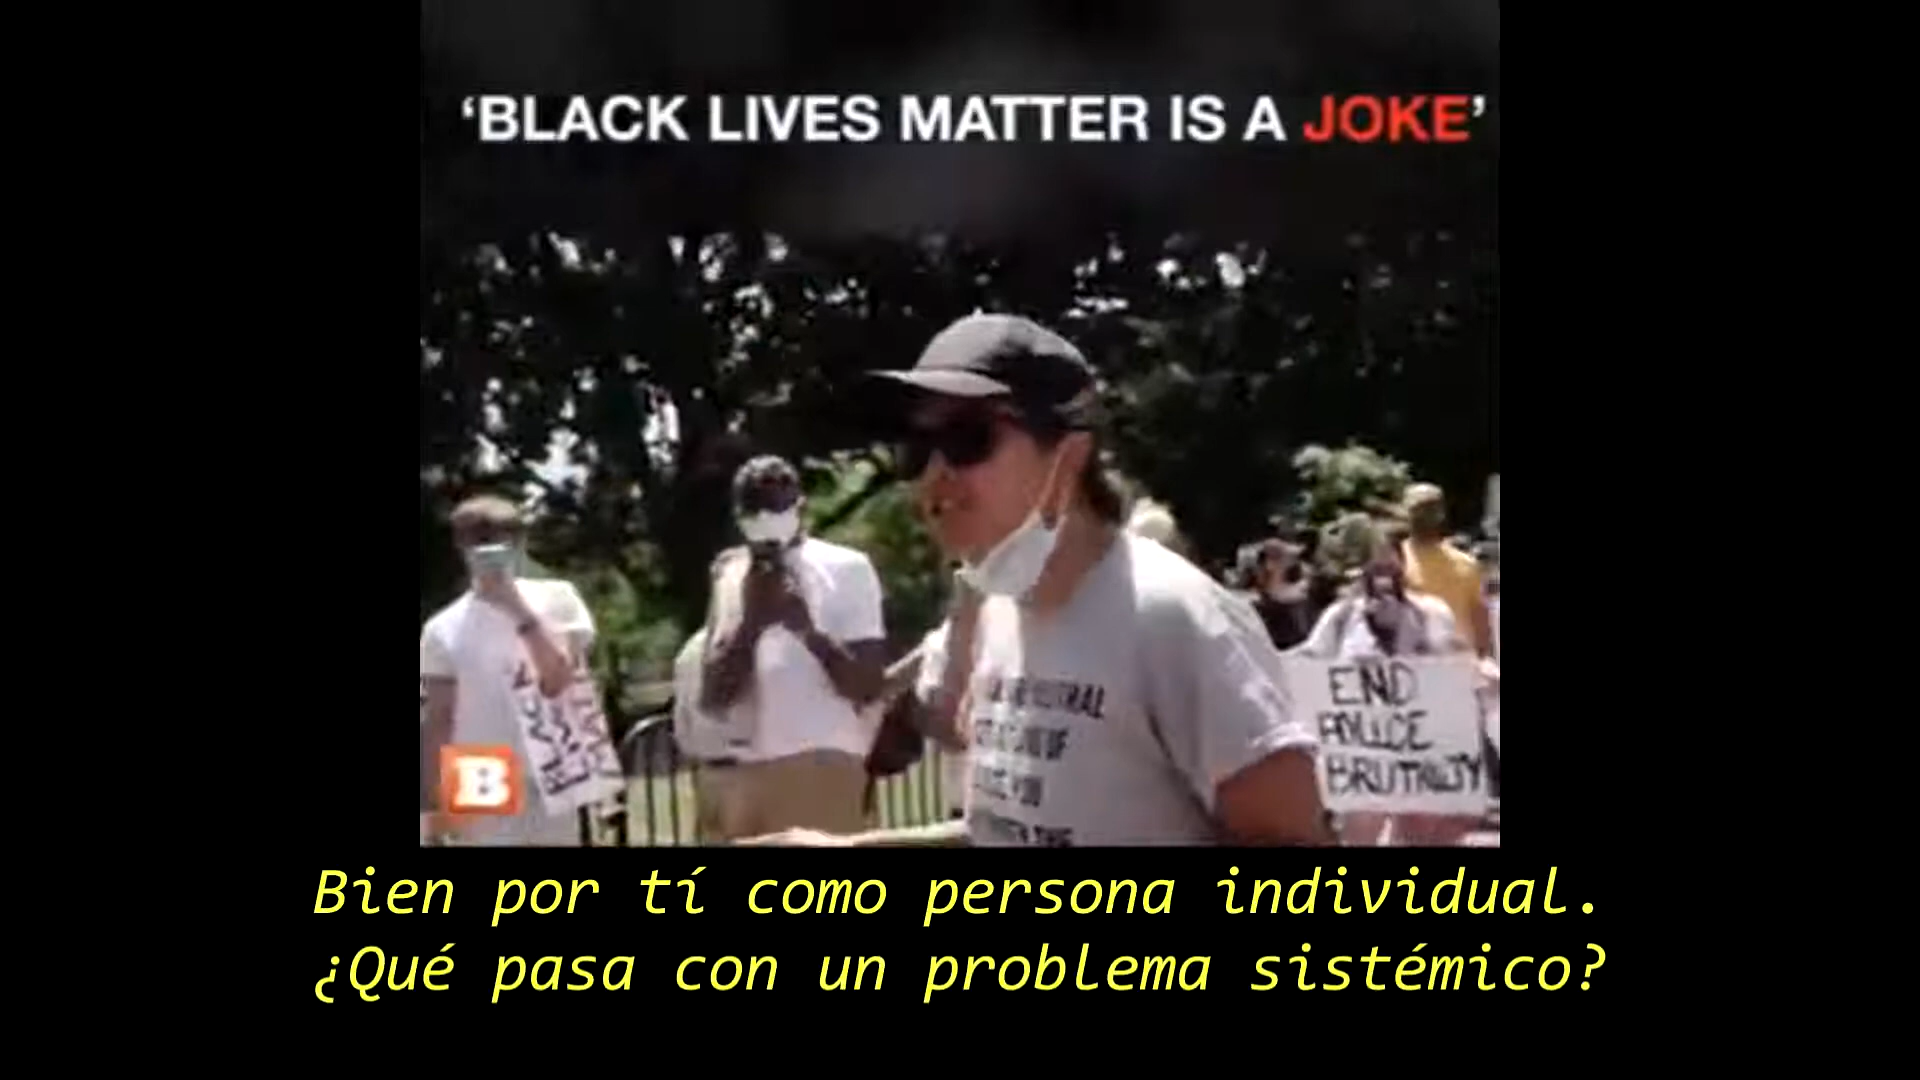 ‘BLACK LIVES MATTER IS A JOKE’
END
POLICE
BRUTALITY
B
Bien por tí como persona individual.
¿Qué pasa con un problema sistémico?